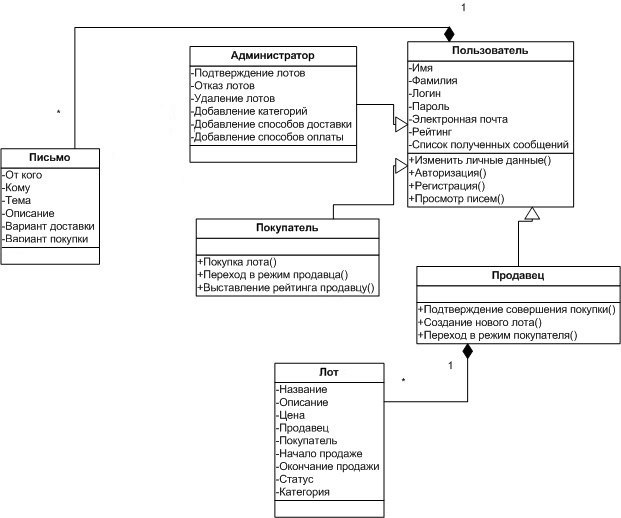 1
Пользователь
-Имя
-Фамилия
-Логин
-Пароль
-Электронная почта
-Рейтинг
-Список полученных сообщений
+Изменить личные данные()
+Авторизация()
+Регистрация()
+Просмотр писем()
Администратор
-Подтверждение лотов
-Отказ лотов
-Удаление лотов
-Добавление категорий
-Добавление способов доставки
-Добавление способов оплаты
*
Письмо
-От кого
-Кому
-Тема
-Описание
-Вариант доставки
-Вариант покупки
Покупатель
+Покупка лота()
+Переход в режим продавца()
+Выставление рейтинга продавцу()
Продавец
+Подтверждение совершения покупки()
+Создание нового лота()
+Переход в режим покупателя()
1
*
Лот
-Название
-Описание
-Цена
-Продавец
-Покупатель
-Начало продаже
-Окончание продажи
-Статус
-Категория